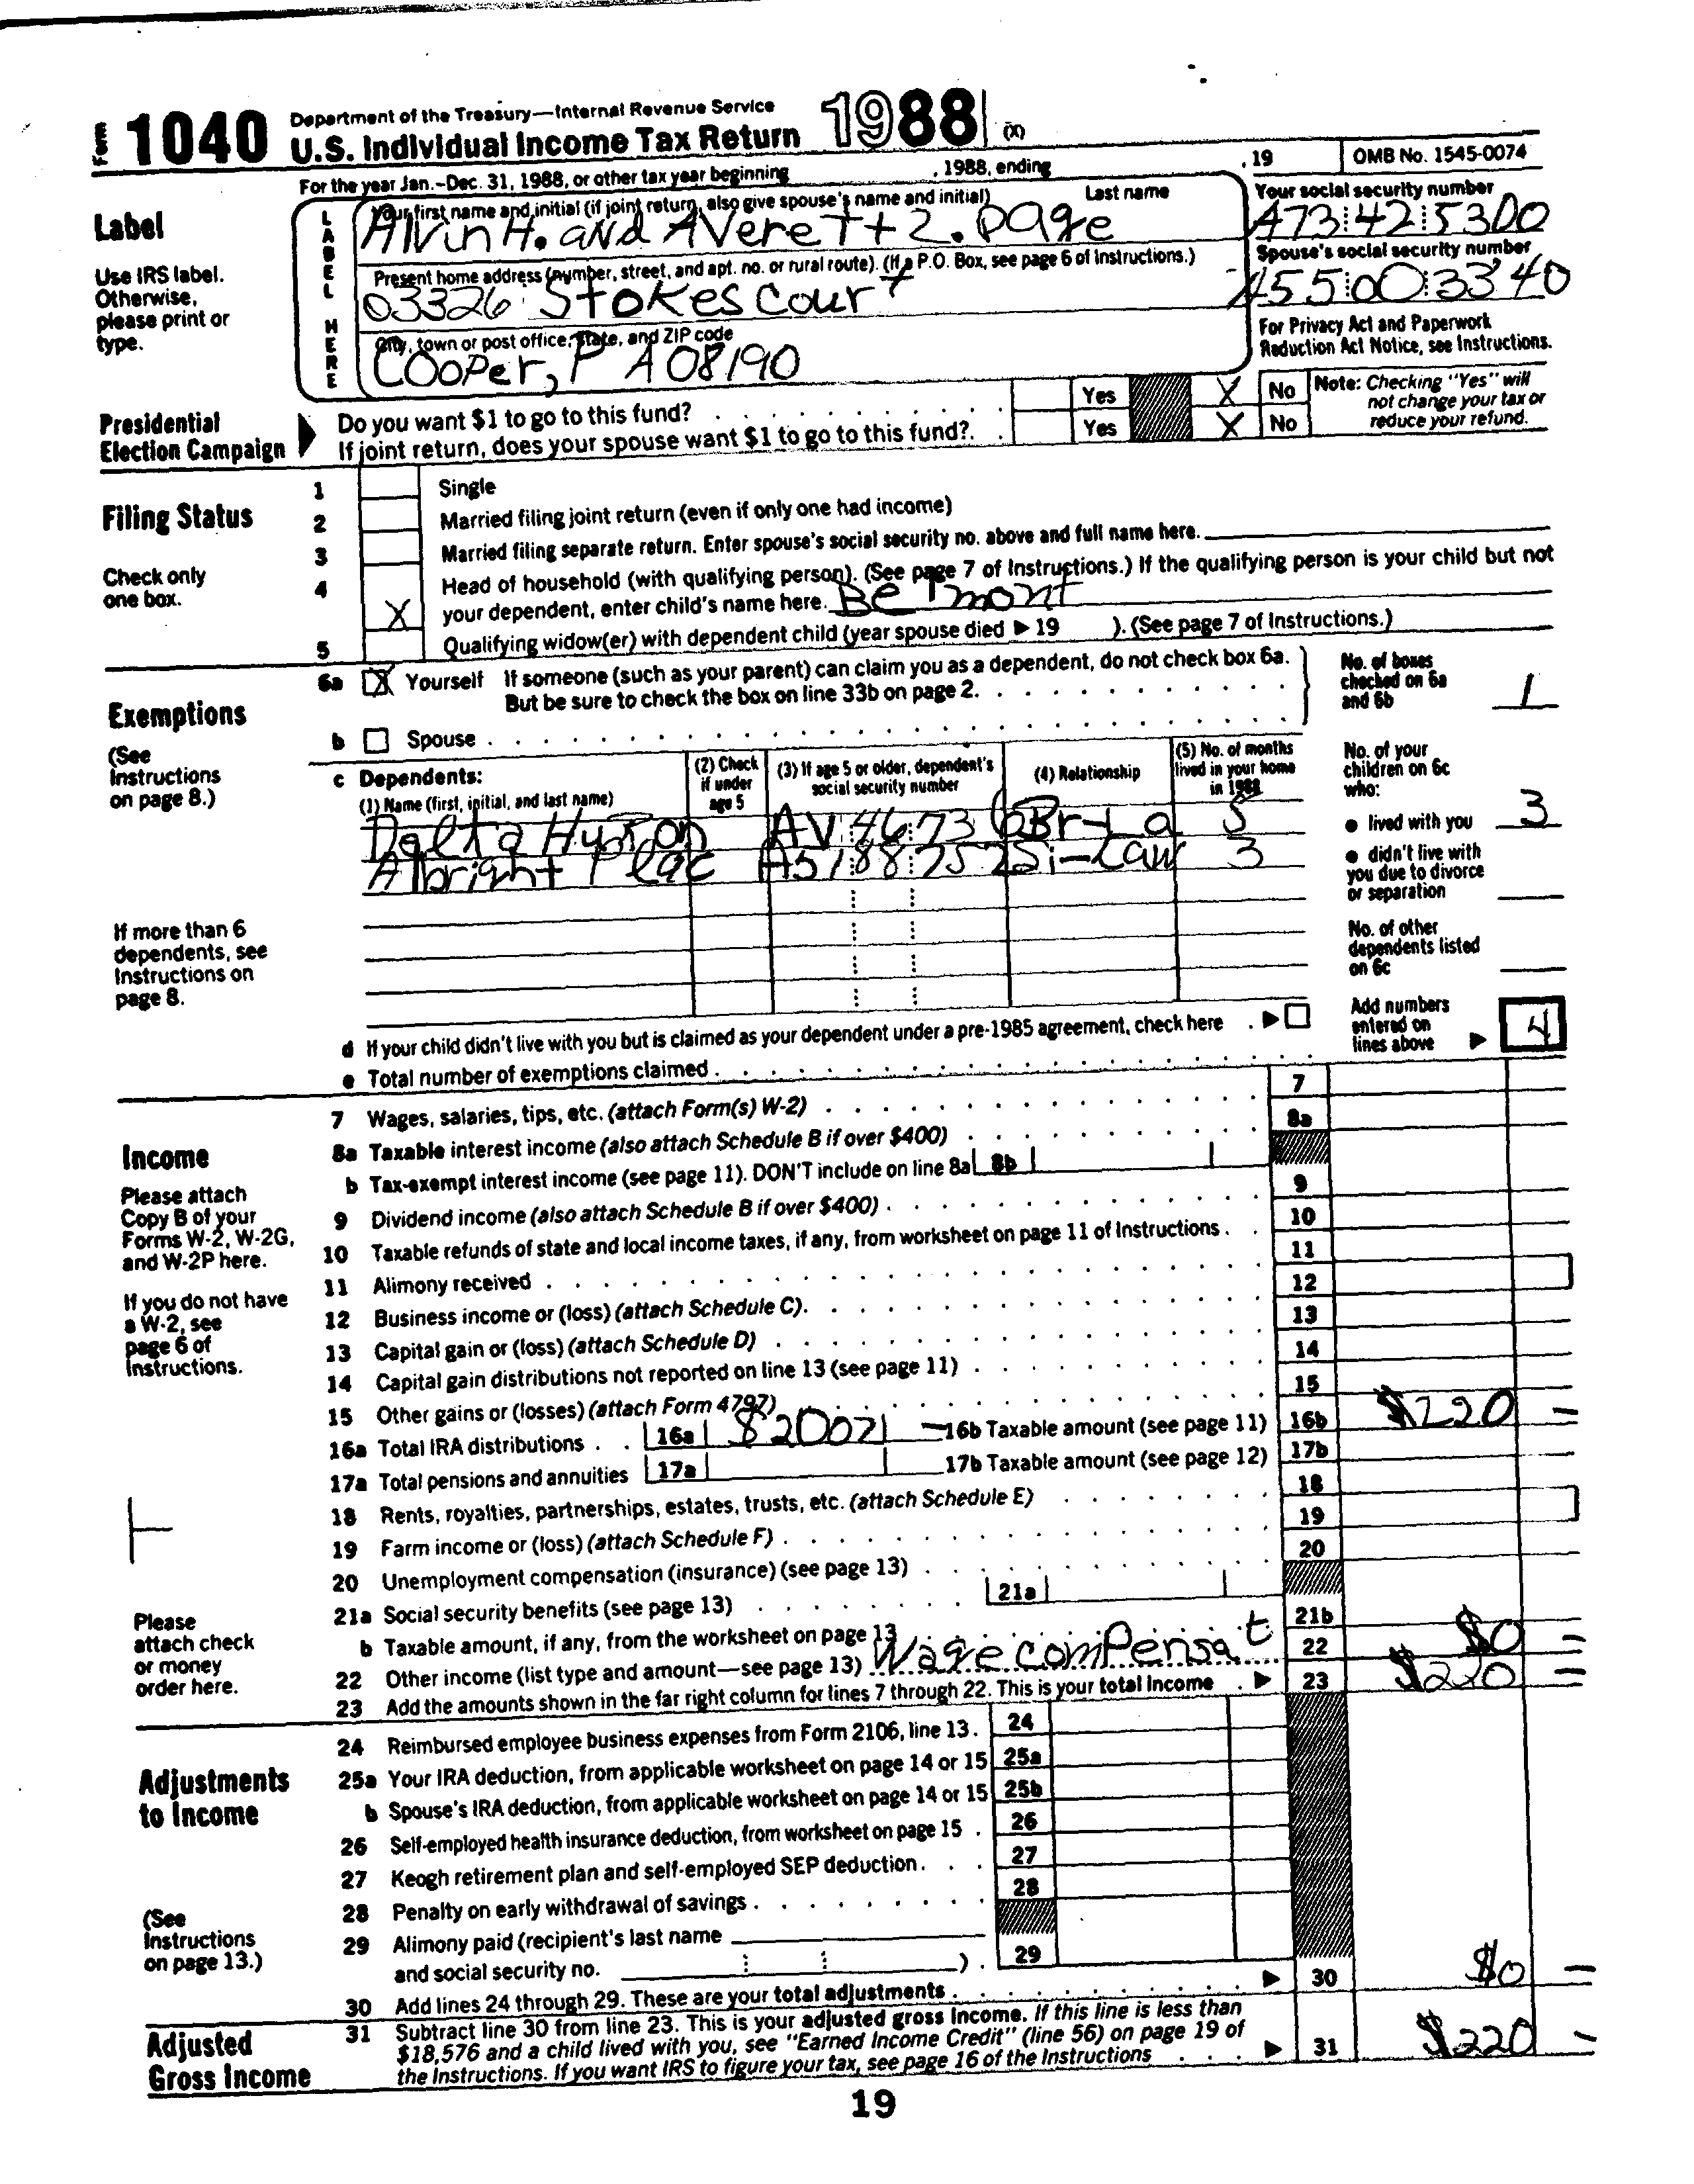 Form 1040 Department of the Treasury—Internal Revenue Service
U.S. Individual Income Tax Return 1988 (X)
For the year Jan.-Dec. 31, 1988, or other tax year beginning , 1988, ending , 19 OMB No. 1545-0074
Label
Use IRS label. Otherwise, please print or type.
LABEL HERE
Your first name and initial (if joint return, also give spouse's name and initial) Last name
Alvin H. and Averett Z. Page
Your social security number
A73 42 5300
Present home address (number, street, and apt. no. or rural route). (If a P.O. Box, see page 6 of Instructions.)
03326 Stokes Court
Spouse's social security number
A55 00 3340
City, town or post office, state, and ZIP code
Cooper, PA 08190
For Privacy Act and Paperwork
Reduction Act Notice, see Instructions.
Presidential Election Campaign
Do you want $1 to go to this fund? Yes X No
If joint return, does your spouse want $1 to go to this fund? Yes X No
Note: Checking "Yes" will not change your tax or reduce your refund.
Filing Status
Check only one box.
1 Single
2 Married filing joint return (even if only one had income)
3 Married filing separate return. Enter spouse's social security no. above and full name here.
4 X Head of household (with qualifying person). (See page 7 of Instructions.) If the qualifying person is your child but not
your dependent, enter child's name here. Belmont
5 Qualifying widow(er) with dependent child (year spouse died ▶ 19 ). (See page 7 of Instructions.)
Exemptions
(See Instructions on page 8.)
6a X Yourself If someone (such as your parent) can claim you as a dependent, do not check box 6a.
But be sure to check the box on line 33b on page 2.
b Spouse
No. of boxes checked on 6a and 6b 1
c Dependents:
(1) Name (first, initial, and last name)
(2) Check if under age 5
(3) If age 5 or older, dependent's social security number
(4) Relationship
(5) No. of months lived in your home in 1988
Delta Huron Br-La 5
Albright Plac A51 88 752 Si-Law 3
If more than 6 dependents, see Instructions on page 8.
No. of your children on 6c who:
● lived with you 3
● didn't live with you due to divorce or separation
No. of other dependents listed on 6c
Add numbers entered on lines above ▶ 4
d If your child didn't live with you but is claimed as your dependent under a pre-1985 agreement, check here ▶
e Total number of exemptions claimed
Income
Please attach Copy B of your Forms W-2, W-2G, and W-2P here.
If you do not have a W-2, see page 6 of Instructions.
7 Wages, salaries, tips, etc. (attach Form(s) W-2) 7
8a Taxable interest income (also attach Schedule B if over $400) 8a
b Tax-exempt interest income (see page 11). DON'T include on line 8a 8b
9 Dividend income (also attach Schedule B if over $400) 9
10 Taxable refunds of state and local income taxes, if any, from worksheet on page 11 of Instructions 10
11 Alimony received 11
12 Business income or (loss) (attach Schedule C) 12
13 Capital gain or (loss) (attach Schedule D) 13
14 Capital gain distributions not reported on line 13 (see page 11) 14
15 Other gains or (losses) (attach Form 4797) 15
16a Total IRA distributions 16a $2002 — 16b Taxable amount (see page 11) 16b $220 —
17a Total pensions and annuities 17a 17b Taxable amount (see page 12) 17b
18 Rents, royalties, partnerships, estates, trusts, etc. (attach Schedule E) 18
19 Farm income or (loss) (attach Schedule F) 19
20 Unemployment compensation (insurance) (see page 13) 20
21a Social security benefits (see page 13) 21a
b Taxable amount, if any, from the worksheet on page 13 21b
22 Other income (list type and amount—see page 13) Wage compensat 22 $0 —
23 Add the amounts shown in the far right column for lines 7 through 22. This is your total income ▶ 23 $220 —
Please attach check or money order here.
Adjustments to Income
(See Instructions on page 13.)
24 Reimbursed employee business expenses from Form 2106, line 13. 24
25a Your IRA deduction, from applicable worksheet on page 14 or 15 25a
b Spouse's IRA deduction, from applicable worksheet on page 14 or 15 25b
26 Self-employed health insurance deduction, from worksheet on page 15 26
27 Keogh retirement plan and self-employed SEP deduction 27
28 Penalty on early withdrawal of savings 28
29 Alimony paid (recipient's last name
and social security no. ) 29
30 Add lines 24 through 29. These are your total adjustments ▶ 30 $0 —
Adjusted Gross Income
31 Subtract line 30 from line 23. This is your adjusted gross income. If this line is less than
$18,576 and a child lived with you, see "Earned Income Credit" (line 56) on page 19 of
the Instructions. If you want IRS to figure your tax, see page 16 of the Instructions ▶ 31 $220 —
19